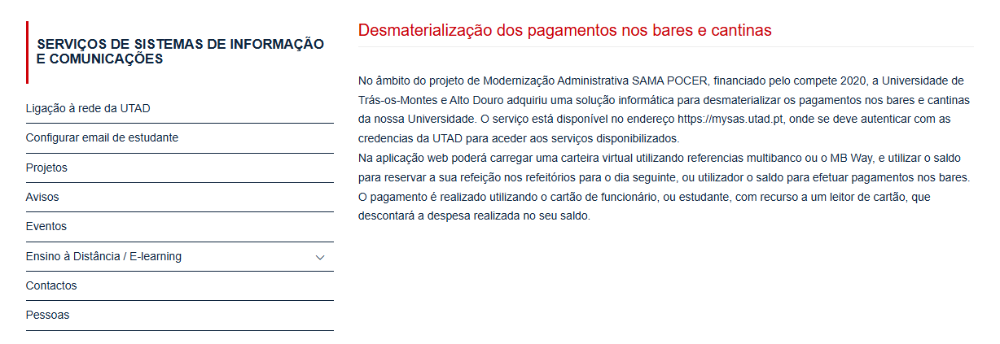 SERVIÇOS DE SISTEMAS DE INFORMAÇÃO
E COMUNICAÇÕES
Ligação à rede da UTAD
Configurar email de estudante
Projetos
Avisos
Eventos
Ensino à Distância / E-learning
Contactos
Pessoas
Desmaterialização dos pagamentos nos bares e cantinas
No âmbito do projeto de Modernização Administrativa SAMA POCER, financiado pelo compete 2020, a Universidade de
Trás-os-Montes e Alto Douro adquiriu uma solução informática para desmaterializar os pagamentos nos bares e cantinas
da nossa Universidade. O serviço está disponível no endereço https://mysas.utad.pt, onde se deve autenticar com as
credencias da UTAD para aceder aos serviços disponibilizados.
Na aplicação web poderá carregar uma carteira virtual utilizando referencias multibanco ou o MB Way, e utilizar o saldo
para reservar a sua refeição nos refeitórios para o dia seguinte, ou utilizador o saldo para efetuar pagamentos nos bares.
O pagamento é realizado utilizando o cartão de funcionário, ou estudante, com recurso a um leitor de cartão, que
descontará a despesa realizada no seu saldo.